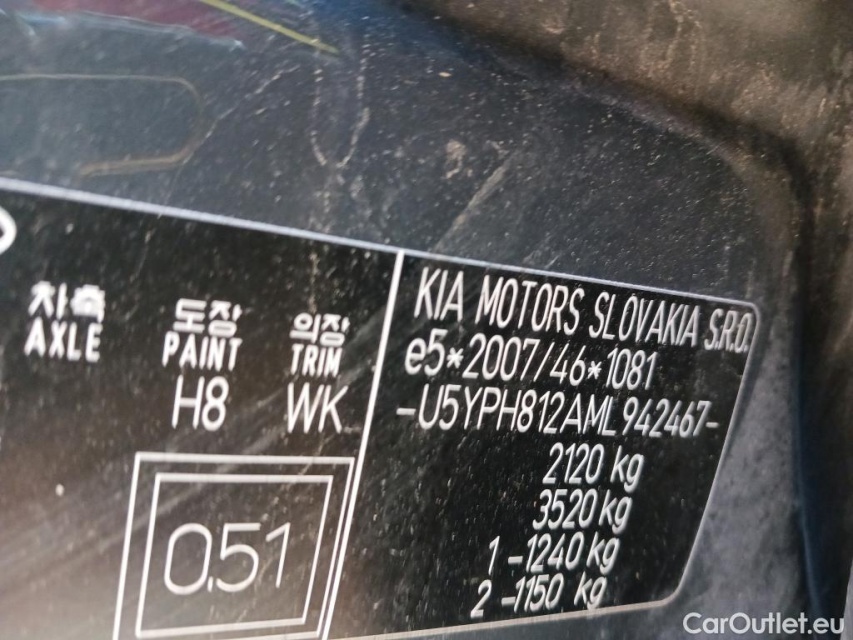 차축
AXLE
도장
PAINT
H8
의장
TRIM
WK
0.51
KIA MOTORS SLOVAKIA S.R.O.
e5*2007/46*1081
-U5YPH812AML942467-
2120 kg
3520 kg
1 -1240 kg
2 -1150 kg
CarOutlet.eu